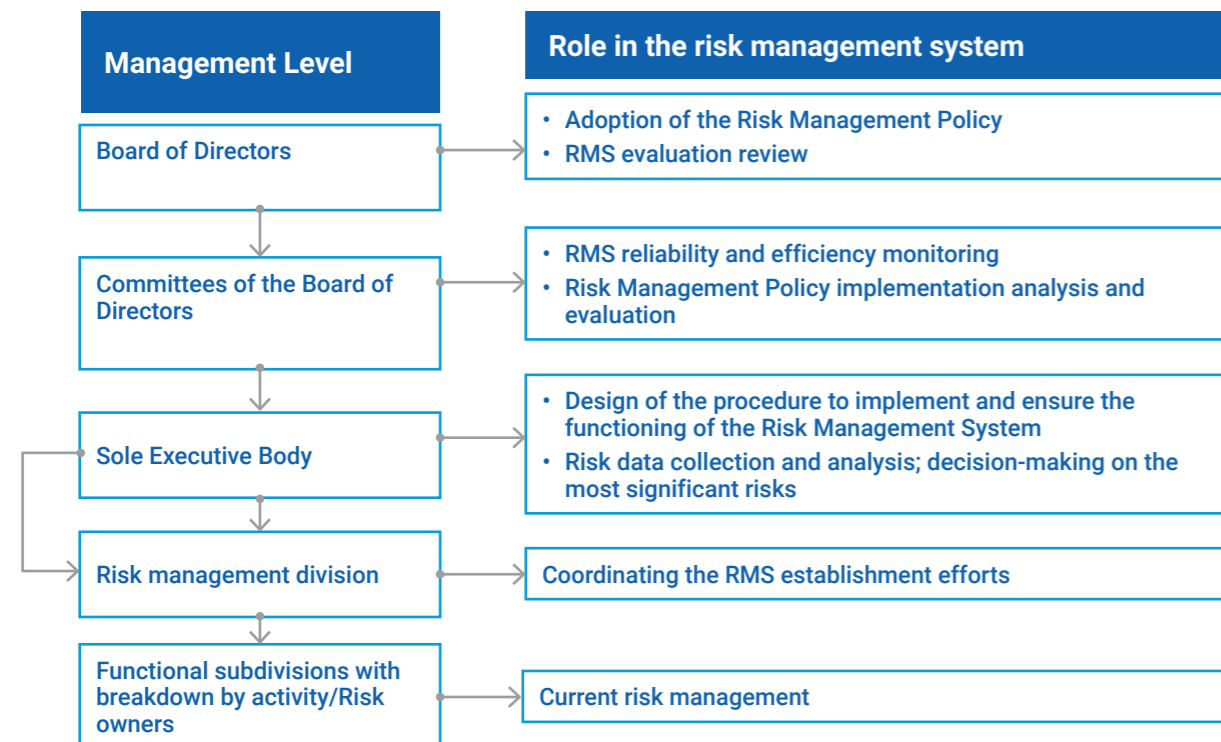 Management Level
Role in the risk management system
Board of Directors
• Adoption of the Risk Management Policy
• RMS evaluation review
Committees of the Board of
Directors
• RMS reliability and efficiency monitoring
• Risk Management Policy implementation analysis and
evaluation
Sole Executive Body
• Design of the procedure to implement and ensure the
functioning of the Risk Management System
• Risk data collection and analysis; decision-making on the
most significant risks
Risk management division
Coordinating the RMS establishment efforts
Functional subdivisions with
breakdown by activity/Risk
owners
Current risk management